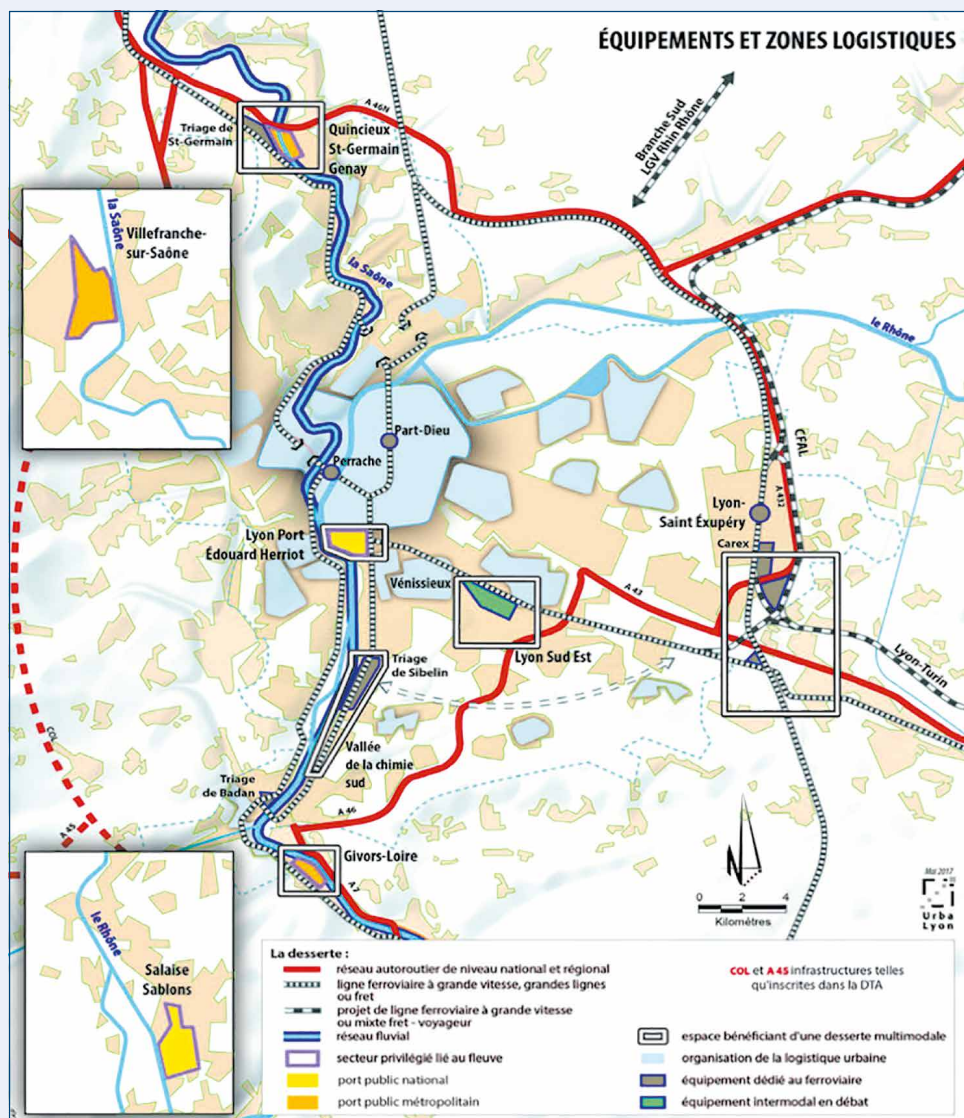 ÉQUIPEMENTS ET ZONES LOGISTIQUES
A 46N
Branche Sud
LGV Rhin Rhône
Triage de
St-Germain
Quincieux
St-Germain
Genay
la Saône
Villefranche-
sur-Saône
la Saône
le Rhône
Part-Dieu
Perrache
CFAL
A 432
Lyon-
Saint Éxupéry
Carex
Lyon Port
Édouard Herriot
Vénissieux
A 43
Lyon Sud Est
Triage
de Sibelin
Lyon-Turin
COL
Vallée
de la chimie
sud
Triage
de Badan
A 45
A 46
Givors-Loire
A 7
le Rhône
Salaise
Sablons
0 2 4
Kilomètres
Mai 2017
Urba
Lyon
La desserte :
réseau autoroutier de niveau national et régional
ligne ferroviaire à grande vitesse, grandes lignes
ou fret
projet de ligne ferroviaire à grande vitesse
ou mixte fret - voyageur
réseau fluvial
secteur privilégié lié au fleuve
port public national
port public métropolitain
COL et A 45 infrastructures telles
qu'inscrites dans la DTA
espace bénéficiant d'une desserte multimodale
organisation de la logistique urbaine
équipement dédié au ferroviaire
équipement intermodal en débat